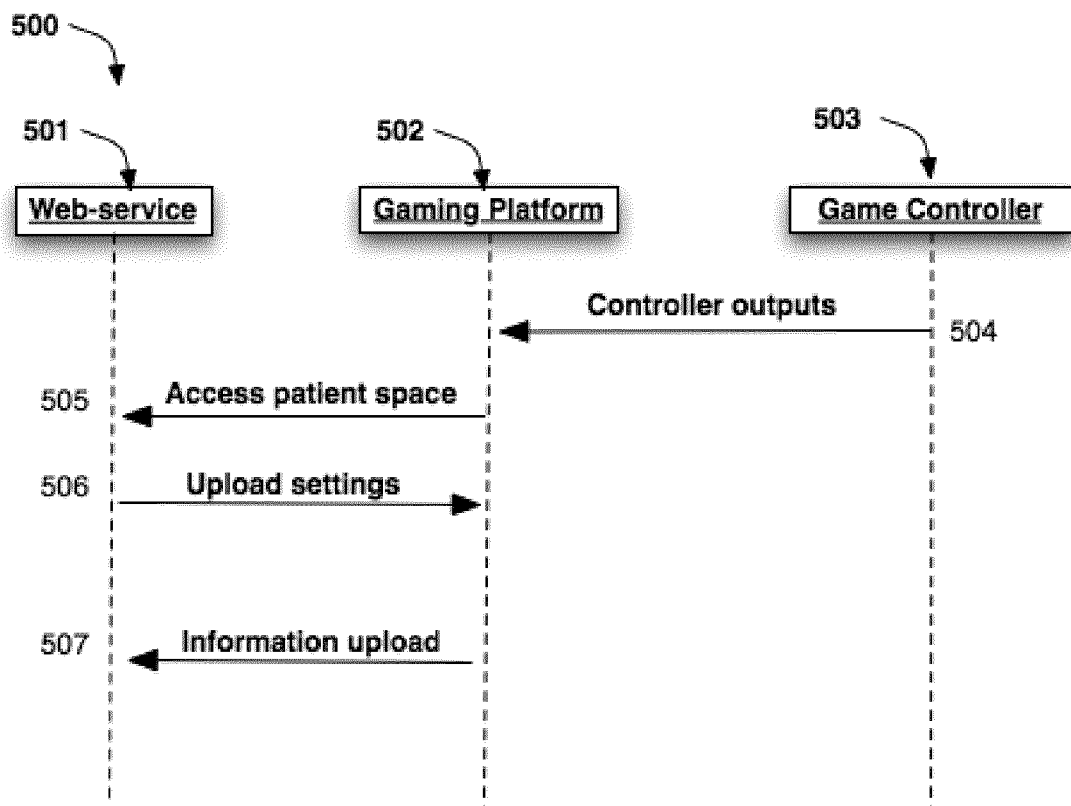 500
501
502
503
Web-service
Gaming Platform
Game Controller
Controller outputs
504
505
Access patient space
506
Upload settings
507
Information upload